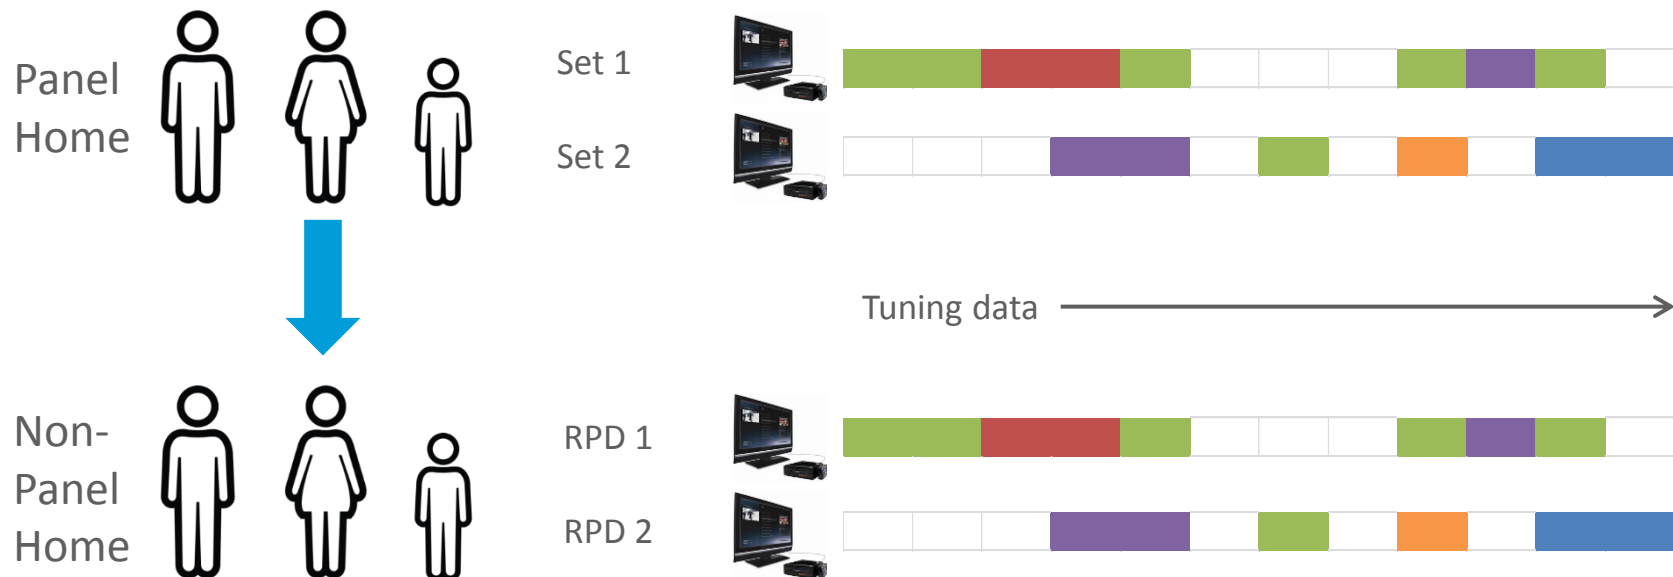 Panel
Home
Set 1
Set 2
Tuning data
Non-
Panel
Home
RPD 1
RPD 2